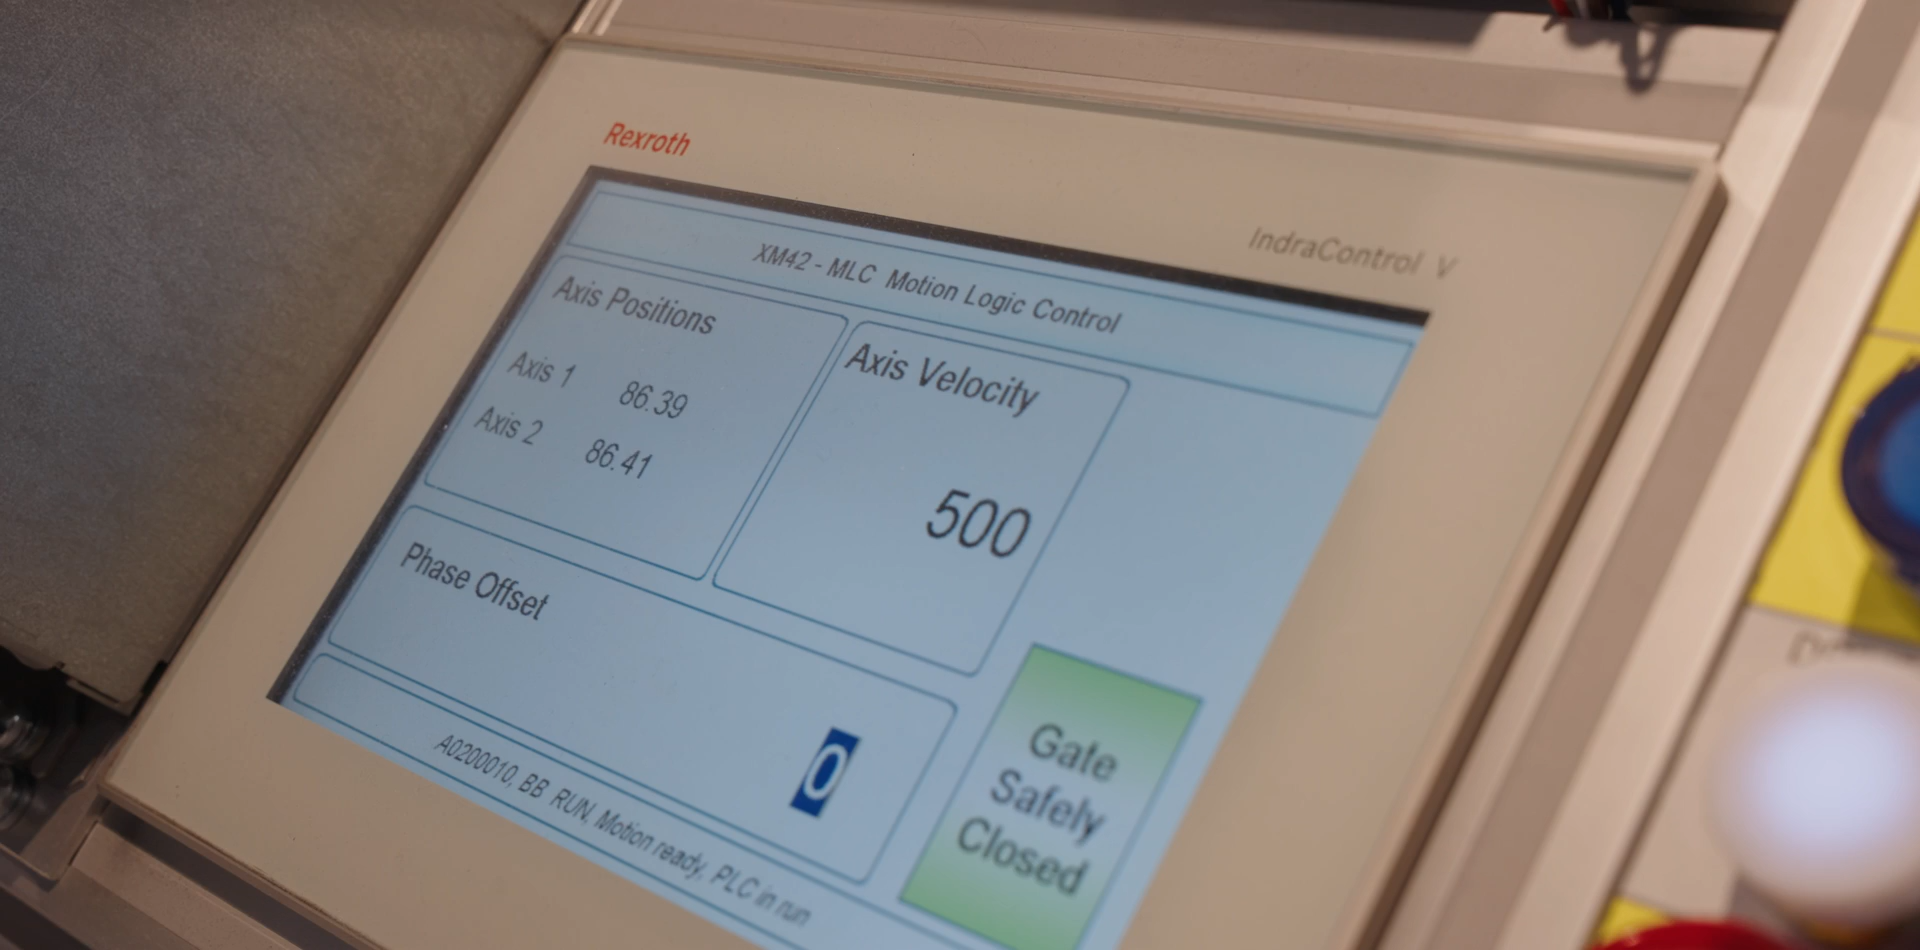 Rexroth
IndraControl V
XM42 - MLC Motion Logic Control
Axis Positions
Axis 1 86.39
Axis 2 86.41
Axis Velocity
500
Phase Offset
0
Gate
Safely
Closed
A0200010, BB RUN, Motion ready, PLC in run